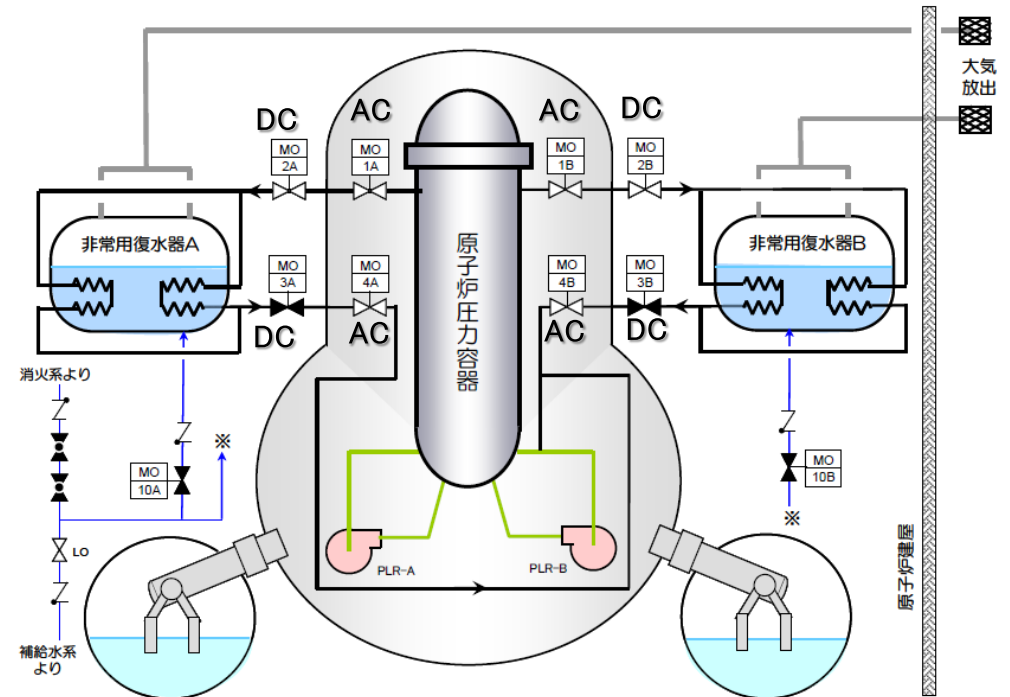 大気
放出
DC
AC
AC
DC
MO
2A
MO
1A
MO
1B
MO
2B
非常用復水器A
原子炉圧力容器
非常用復水器B
MO
3A
MO
4A
MO
4B
MO
3B
DC
AC
AC
DC
消火系より
※
MO
10A
MO
10B
※
LO
PLR-A
PLR-B
原子炉建屋
補給水系
より